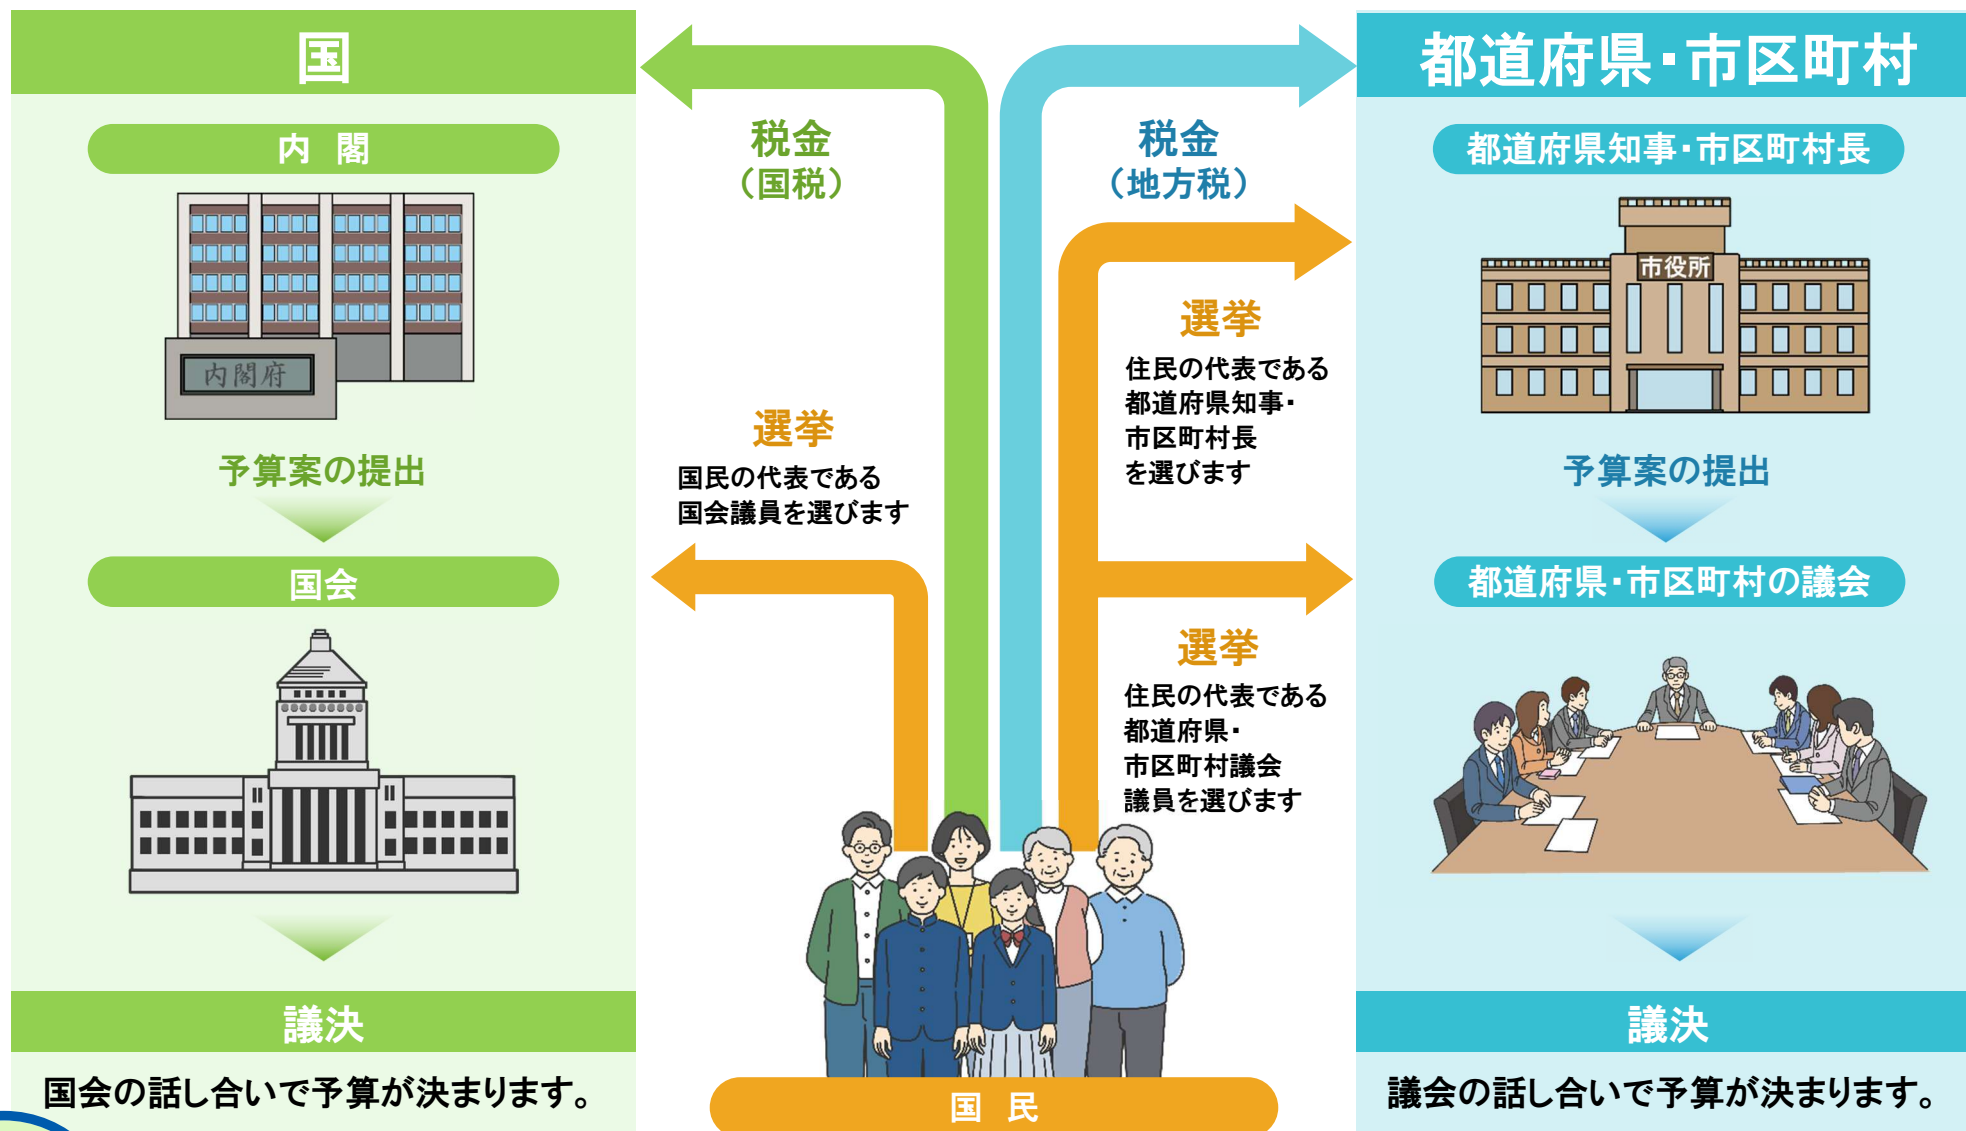 国
内 閣
内閣府
予算案の提出
国会
議決
国会の話し合いで予算が決まります。
税金
（国税）
選挙
国民の代表である
国会議員を選びます
税金
（地方税）
選挙
住民の代表である
都道府県知事・
市区町村長
を選びます
選挙
住民の代表である
都道府県・
市区町村議会
議員を選びます
国 民
都道府県・市区町村
都道府県知事・市区町村長
市役所
予算案の提出
都道府県・市区町村の議会
議決
議会の話し合いで予算が決まります。